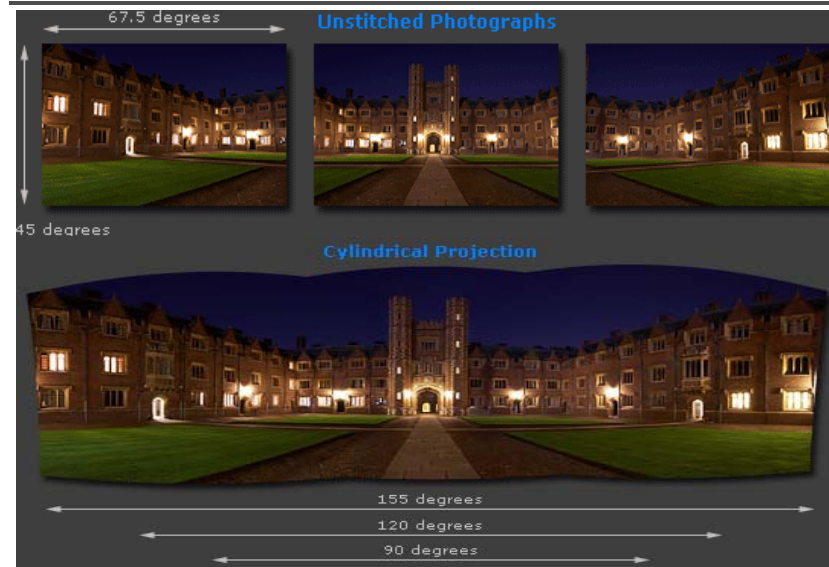 67.5 degrees
Unstitched Photographs
45 degrees
Cylindrical Projection
155 degrees
120 degrees
90 degrees